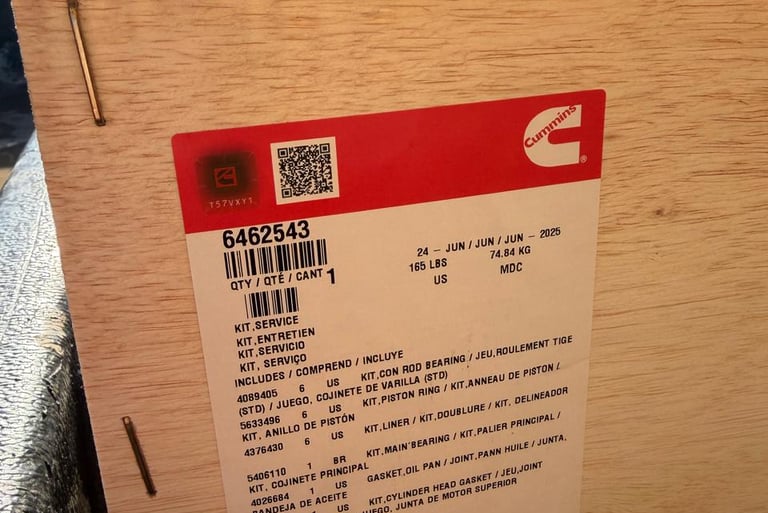 Cummins
®
T57VXY1
6462543
24 - JUN / JUN / JUN - 2025
165 LBS 74.84 KG
US MDC
QTY / QTÉ / CANT 1
KIT,SERVICE
KIT,ENTRETIEN
KIT,SERVICIO
KIT, SERVIÇO
INCLUDES / COMPREND / INCLUYE
4089405 6 US KIT,CON ROD BEARING / JEU,ROULEMENT TIGE
(STD) / JUEGO, COJINETE DE VARILLA (STD)
5633496 6 US KIT,PISTON RING / KIT,ANNEAU DE PISTON /
KIT, ANILLO DE PISTÓN
4376430 6 US KIT,LINER / KIT,DOUBLURE / KIT, DELINEADOR
5406110 1 BR KIT,MAIN BEARING / KIT,PALIER PRINCIPAL /
KIT, COJINETE PRINCIPAL
4026684 1 US GASKET,OIL PAN / JOINT,PANN HUILE / JUNTA,
BANDEJA DE ACEITE
US KIT,CYLINDER HEAD GASKET / JEU,JOINT
JUEGO, JUNTA DE MOTOR SUPERIOR